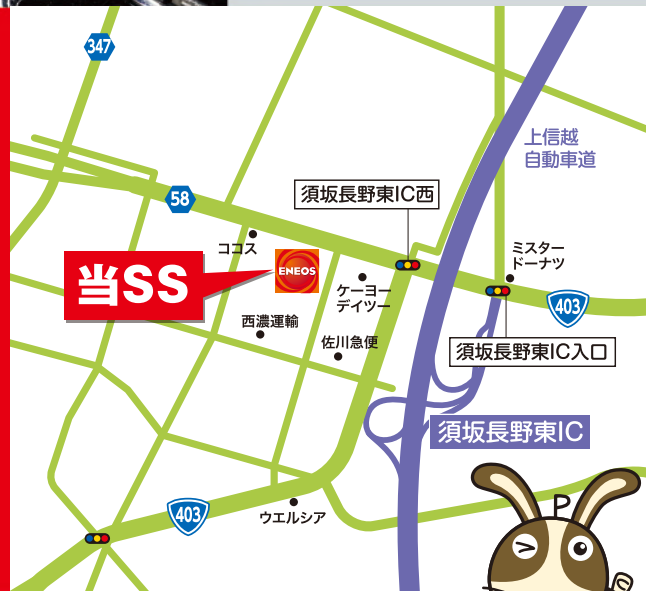 347
上信越
自動車道
58
須坂長野東IC西
ココス
ミスター
ドーナツ
当SS
ENEOS
ケーヨー
デイツー
403
西濃運輸
佐川急便
須坂長野東IC入口
須坂長野東IC
403
ウエルシア
P